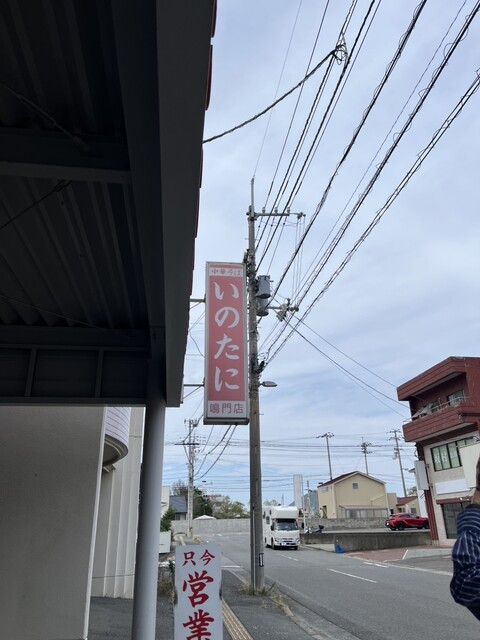 中華そば
いのたに
鳴門店
只今
営業